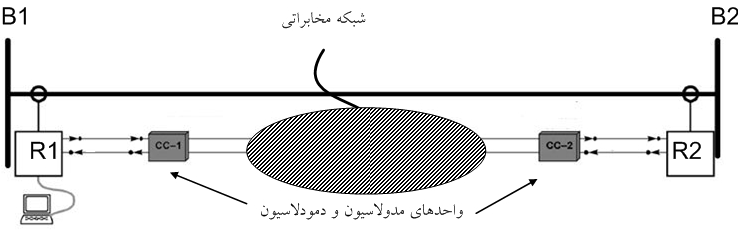 B1
B2
شبکه مخابراتی
R1
CC-1
CC-2
R2
واحدهای مدولاسیون و دمودلاسیون